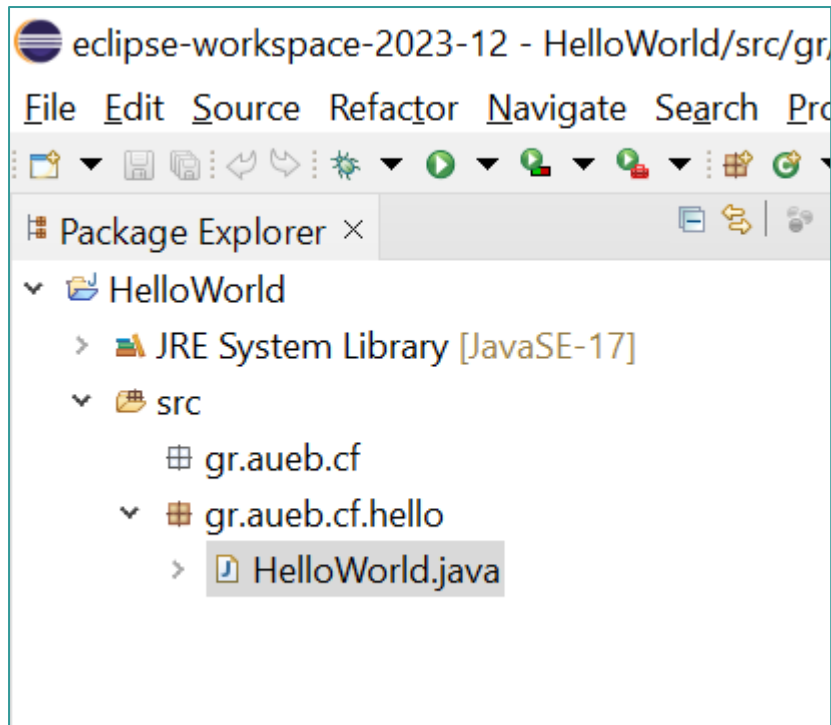 eclipse-workspace-2023-12 - HelloWorld/src/gr/
File Edit Source Refactor Navigate Search Pro
Package Explorer
HelloWorld
JRE System Library [JavaSE-17]
src
gr.aueb.cf
gr.aueb.cf.hello
HelloWorld.java